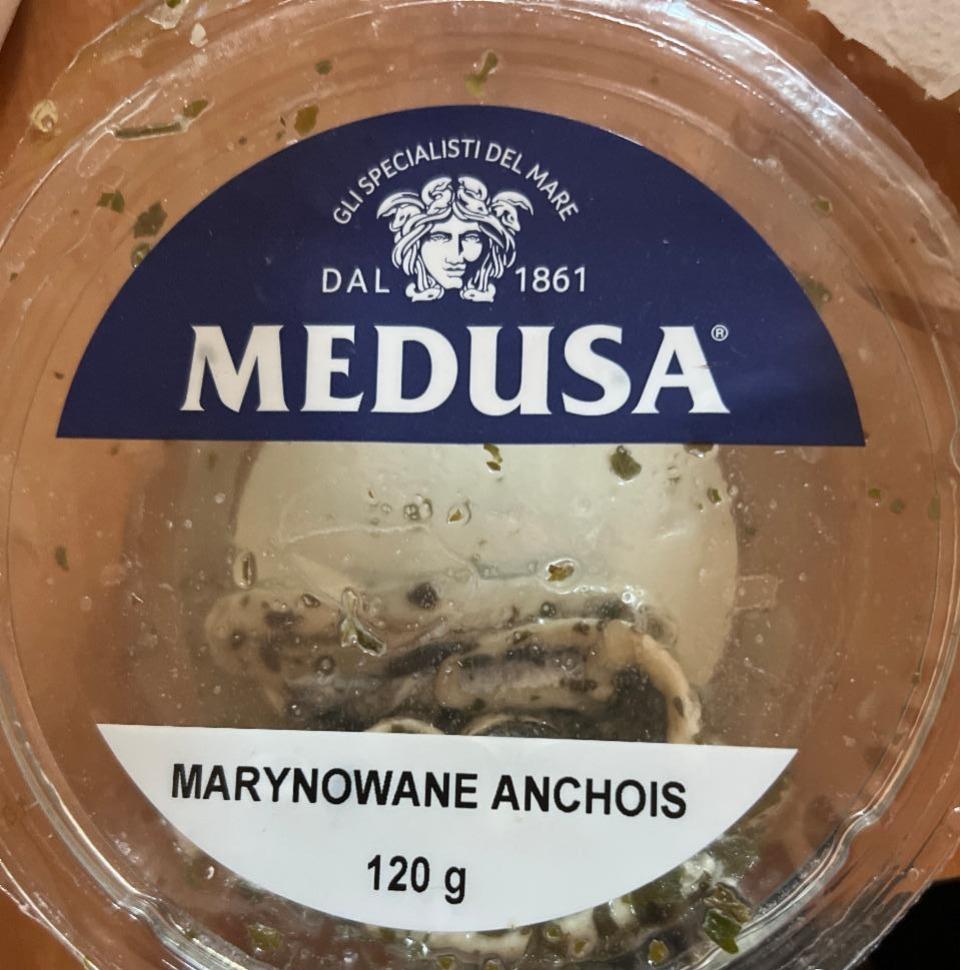 GLI SPECIALISTI DEL MARE
DAL 1861
MEDUSA®
MARYNOWANE ANCHOIS
120 g